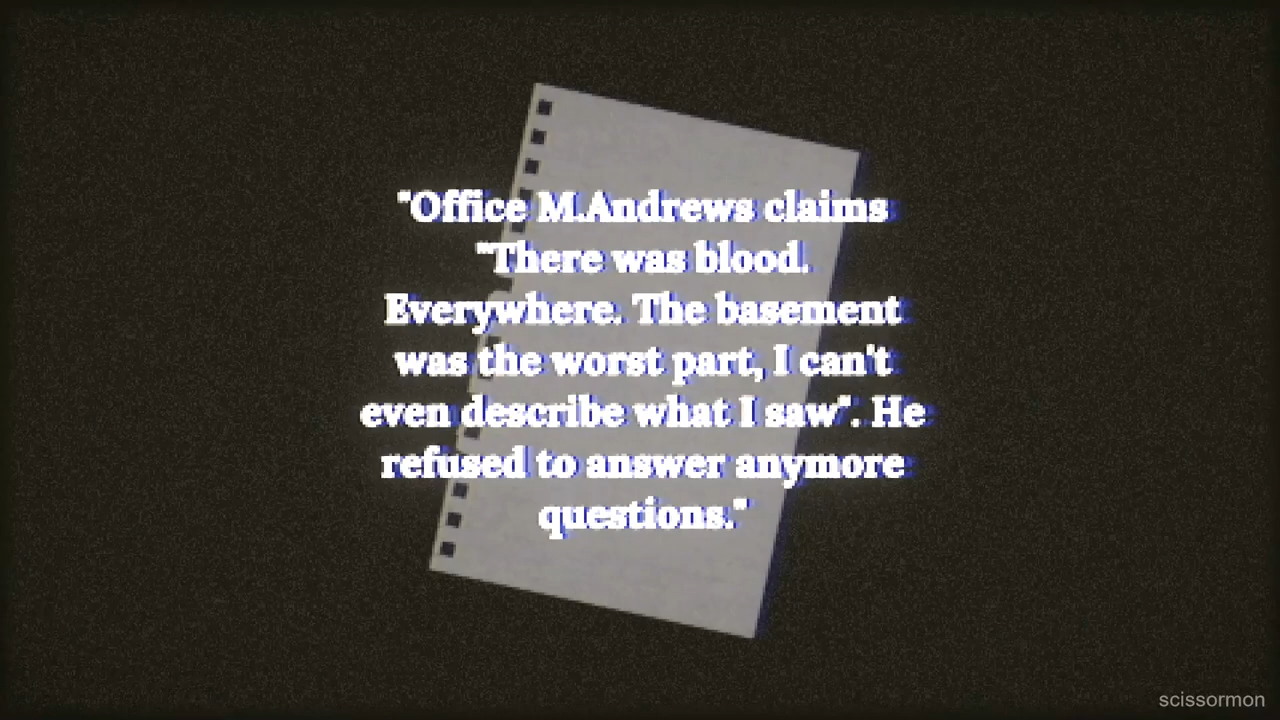 "Office M.Andrews claims
"There was blood.
Everywhere. The basement
was the worst part, I can't
even describe what I saw". He
refused to answer anymore
questions."
scissormon